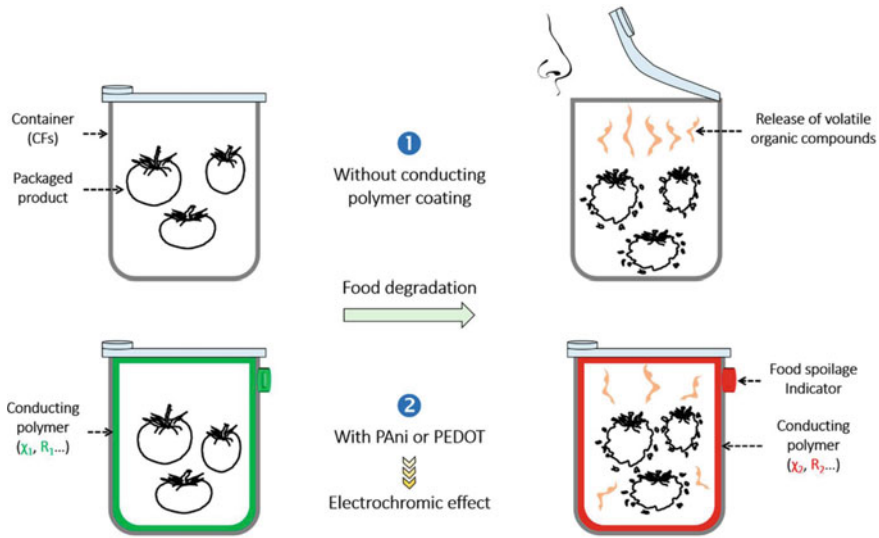 Container
(CFs)
Packaged
product
1
Without conducting
polymer coating
Release of volatile
organic compounds
Food degradation
Conducting
polymer
(χ₁, R₁...)
2
With PAni or PEDOT
Electrochromic effect
Food spoilage
Indicator
Conducting
polymer
(χ₂, R₂...)